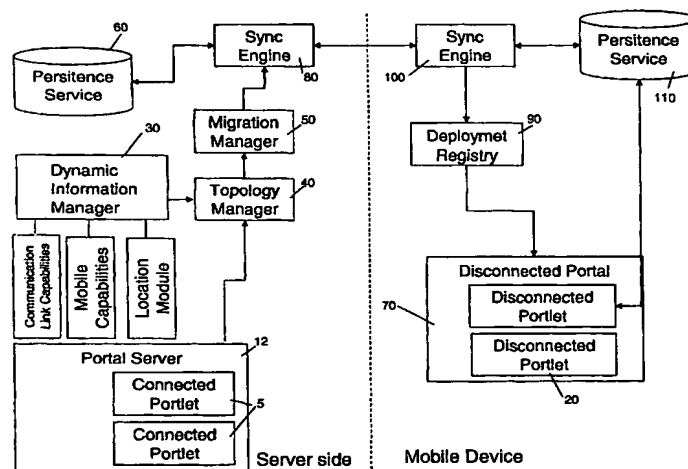 60
Persitence
Service
Sync
Engine
80
Sync
Engine
100
Persitence
Service
110
30
Migration
Manager
50
90
Deploymet
Registry
Dynamic
Information
Manager
Topology
Manager
40
Communication
Link Capabilities
Mobile
Capabilities
Location
Module
Disconnected Portal
70
Disconnected
Portlet
Disconnected
Portlet
20
12
Portal Server
Connected
Portlet
5
Connected
Portlet
Server side
Mobile Device